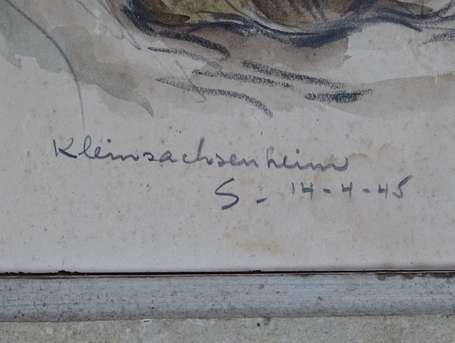 Kleinsachsenheim
S - 14-4-45